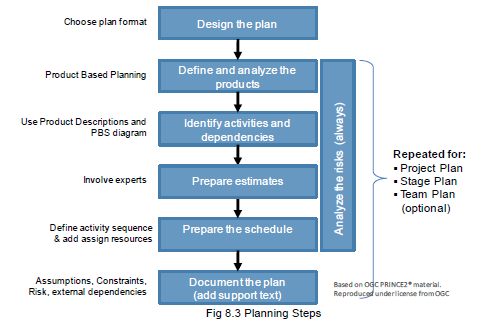 Choose plan format
Design the plan
Product Based Planning
Define and analyze the
products
Use Product Descriptions and
PBS diagram
Identify activities and
dependencies
Involve experts
Prepare estimates
Define activity sequence
& add assign resources
Prepare the schedule
Assumptions, Constraints,
Risk, external dependencies
Document the plan
(add support text)
Analyze the risks (always)
Repeated for:
▪ Project Plan
▪ Stage Plan
▪ Team Plan
(optional)
Based on OGC PRINCE2® material.
Reproduced under license from OGC
Fig 8.3 Planning Steps